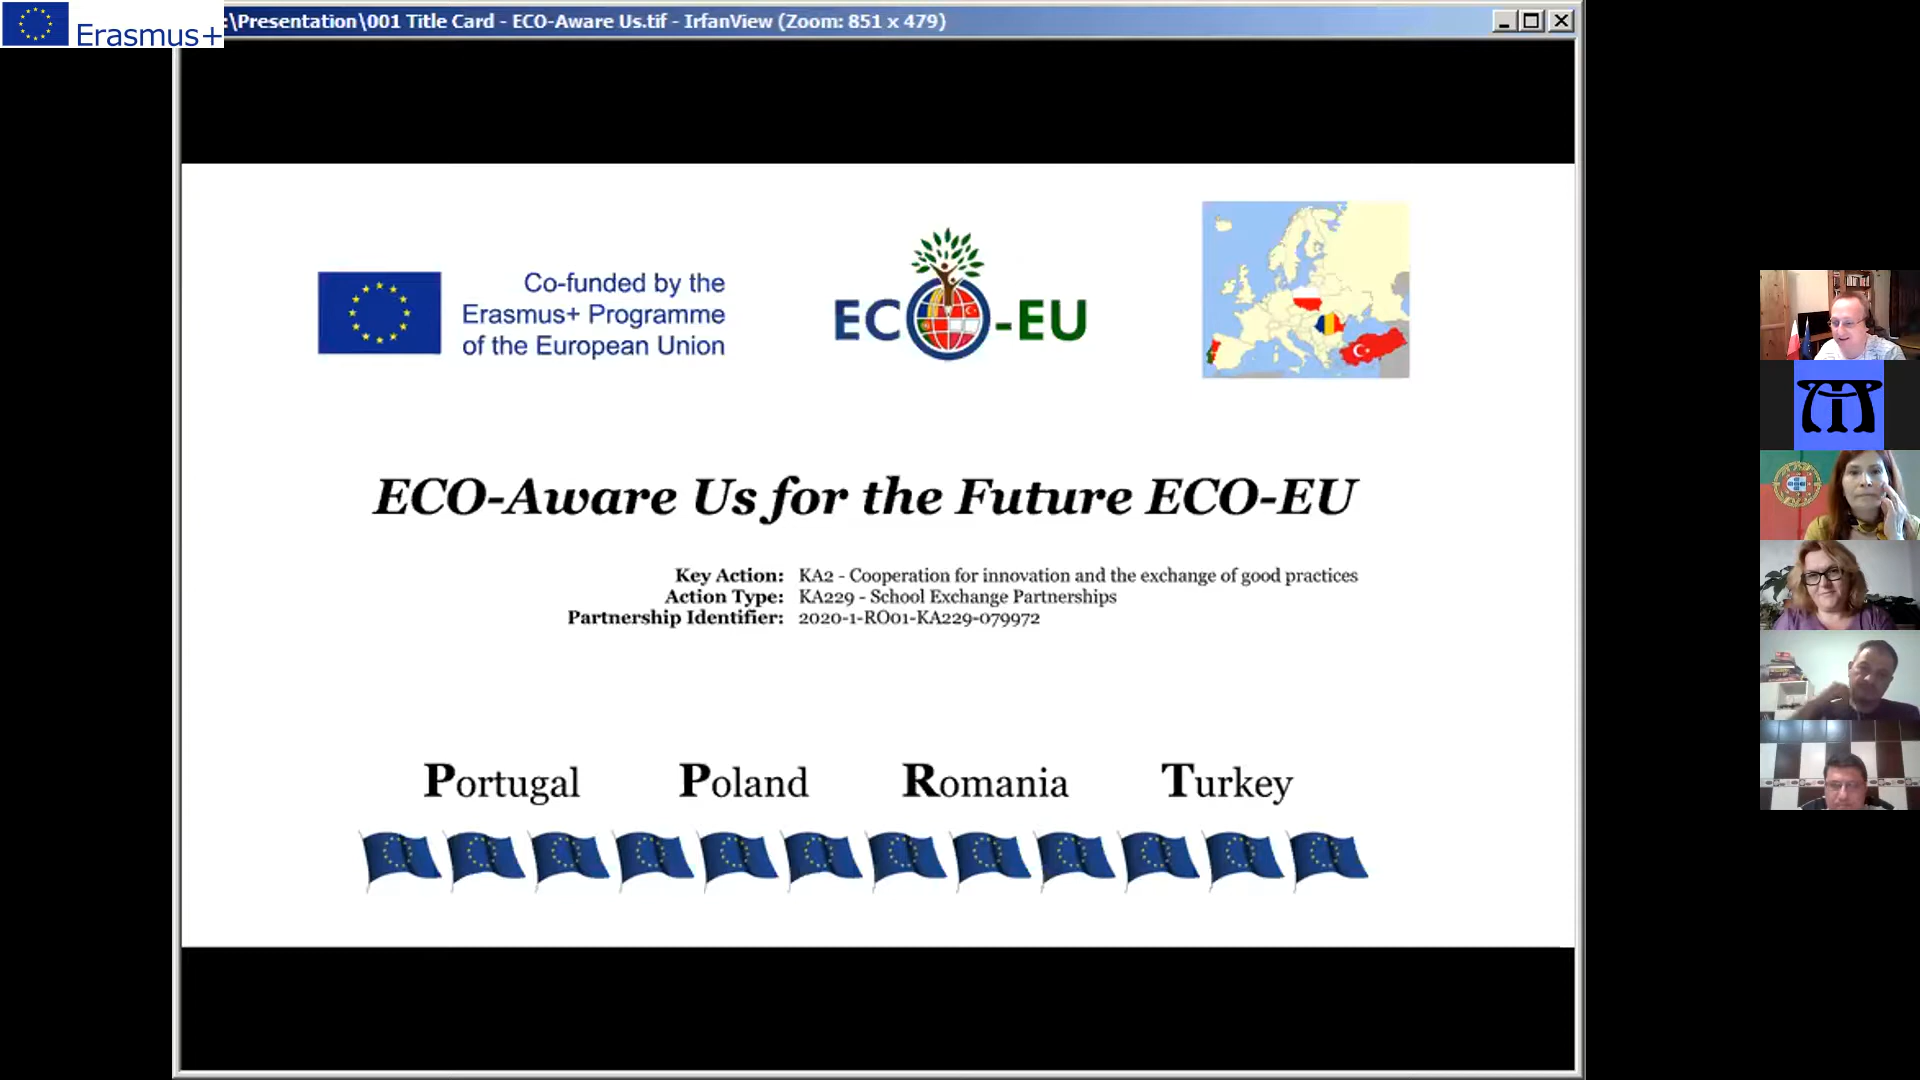 Erasmus+
:\Presentation\001 Title Card - ECO-Aware Us.tif - IrfanView (Zoom: 851 x 479)
Co-funded by the
Erasmus+ Programme
of the European Union
ECO-EU
ECO-Aware Us for the Future ECO-EU
Key Action: KA2 - Cooperation for innovation and the exchange of good practices
Action Type: KA229 - School Exchange Partnerships
Partnership Identifier: 2020-1-RO01-KA229-079972
Portugal Poland Romania Turkey